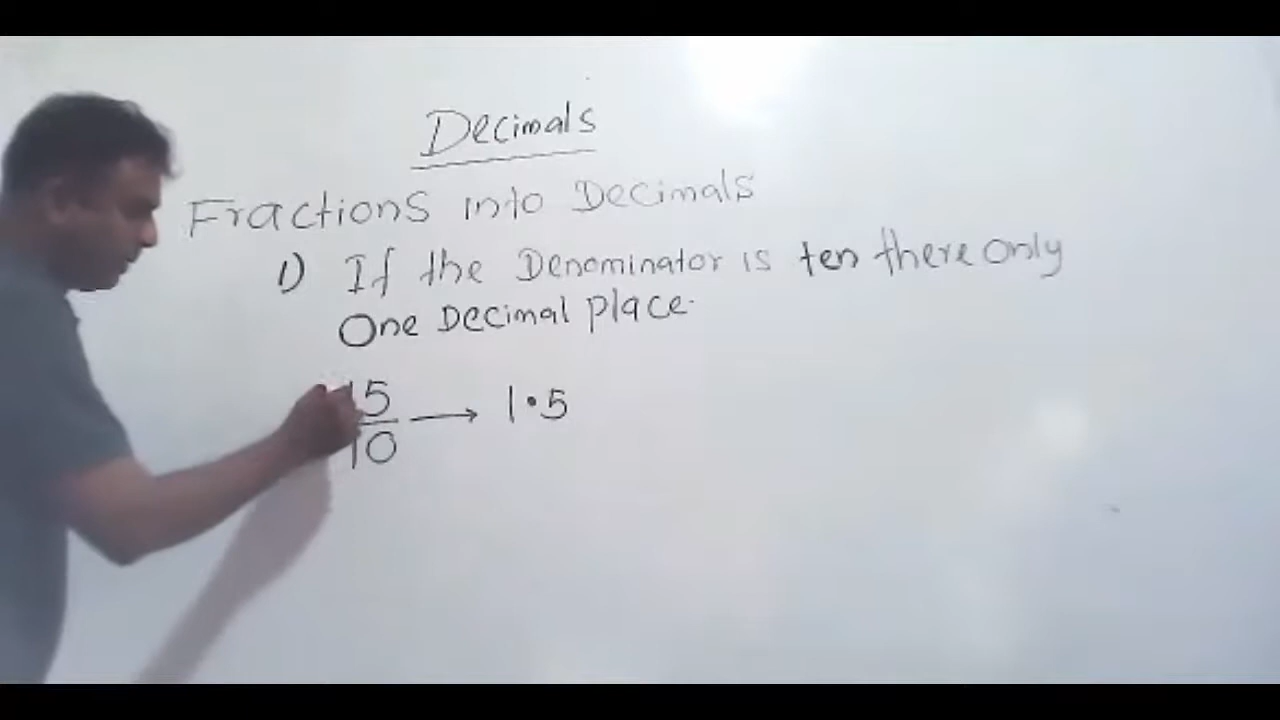 Decimals
Fractions into Decimals
1) If the Denominator is ten there only
One Decimal place.
15
10 → 1.5